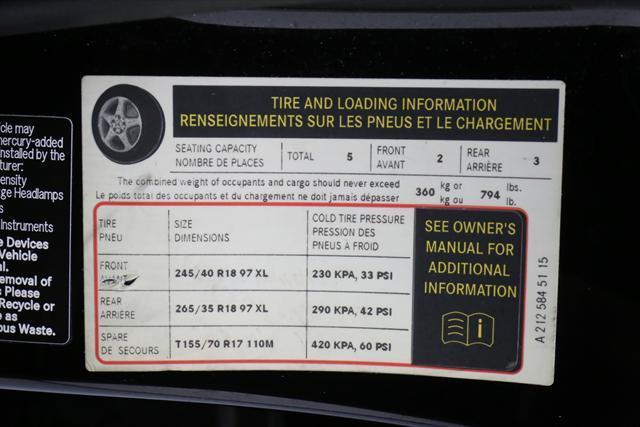 cle may
ercury-added
nstalled by the
turer:
ensity
ge Headlamps
s
Instruments
e Devices
Vehicle
al.
emoval of
s Please
Recycle or
e as
ous Waste.
TIRE AND LOADING INFORMATION
RENSEIGNEMENTS SUR LES PNEUS ET LE CHARGEMENT
SEATING CAPACITY
NOMBRE DE PLACES
TOTAL 5
FRONT
AVANT
2
REAR
ARRIÈRE
3
The combined weight of occupants and cargo should never exceed
Le poids total des occupants et du chargement ne doit jamais dépasser
360 kg or
kg ou
794 lbs.
lb.
TIRE
PNEU
SIZE
DIMENSIONS
COLD TIRE PRESSURE
PRESSION DES
PNEUS À FROID
FRONT
AVANT
245/40 R18 97 XL
230 KPA, 33 PSI
REAR
ARRIÈRE
265/35 R18 97 XL
290 KPA, 42 PSI
SPARE
DE SECOURS
T155/70 R17 110M
420 KPA, 60 PSI
SEE OWNER'S
MANUAL FOR
ADDITIONAL
INFORMATION
i
A 212 584 51 15